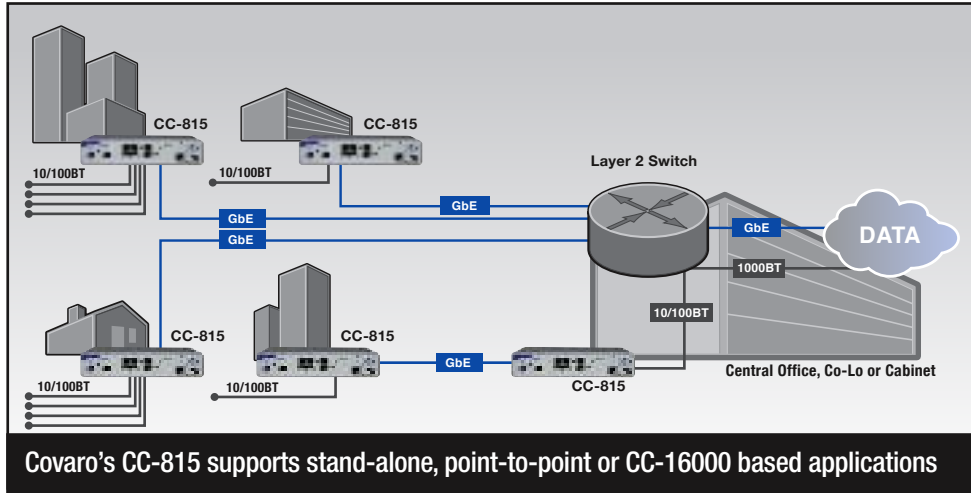 CC-815
CC-815
10/100BT
10/100BT
Layer 2 Switch
GbE
GbE
GbE
GbE
DATA
1000BT
10/100BT
CC-815
CC-815
10/100BT
10/100BT
GbE
CC-815
Central Office, Co-Lo or Cabinet
Covaro's CC-815 supports stand-alone, point-to-point or CC-16000 based applications